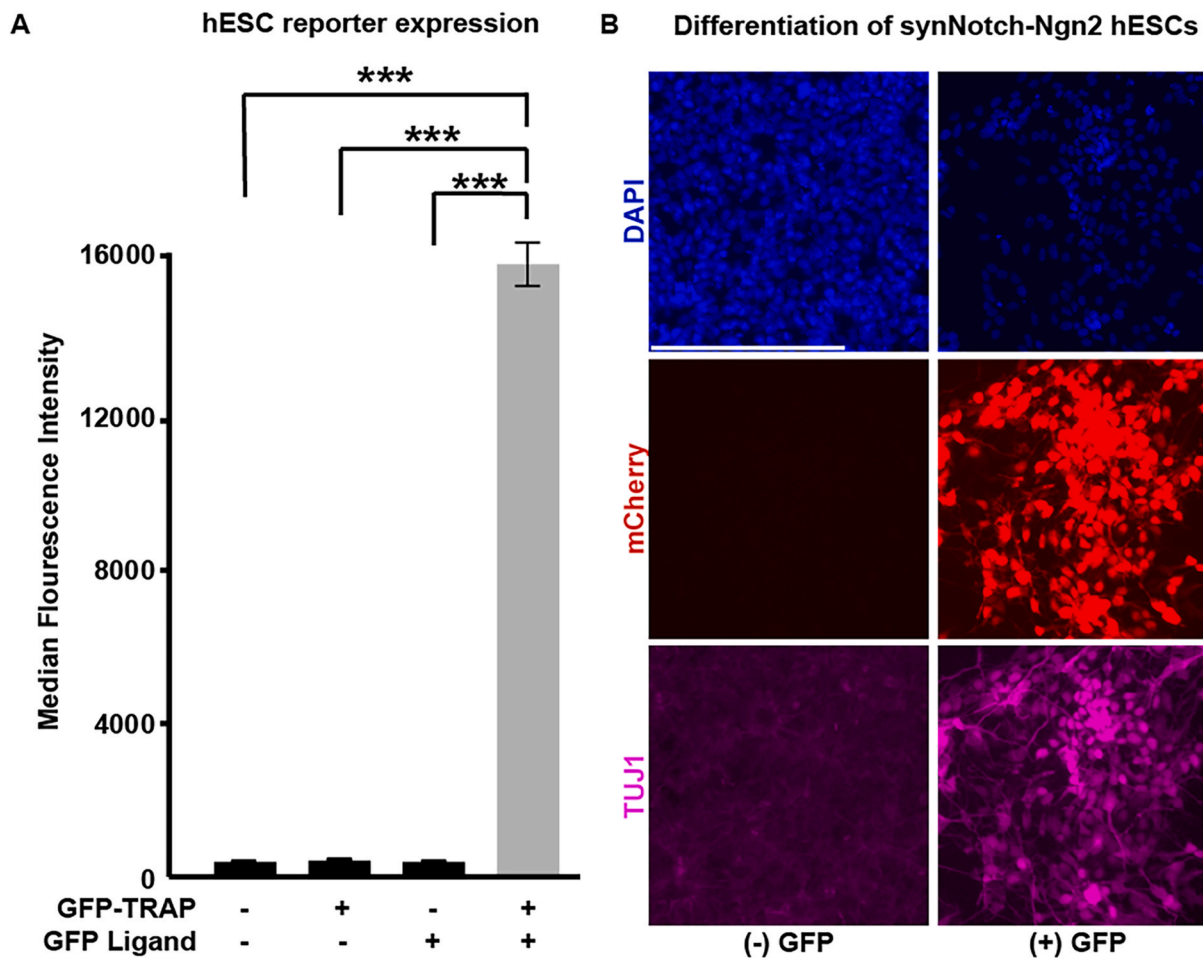 A
hESC reporter expression
***
***
***
Median Flourescence Intensity
16000
12000
8000
4000
0
GFP-TRAP - + - +
GFP Ligand - - + +
B
Differentiation of synNotch-Ngn2 hESCs
DAPI
mCherry
TUJ1
(-) GFP
(+) GFP